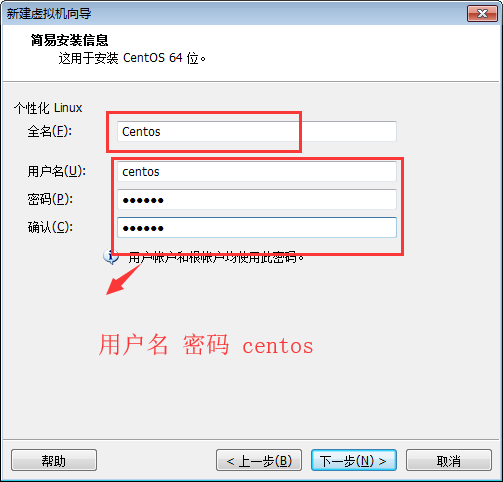 新建虚拟机向导
简易安装信息
这用于安装 CentOS 64 位。
个性化 Linux
全名(F): Centos
用户名(U): centos
密码(P): ●●●●●●
确认(C): ●●●●●●
用户帐户和根帐户均使用此密码。
用户名 密码 centos
帮助 < 上一步(B) 下一步(N) > 取消